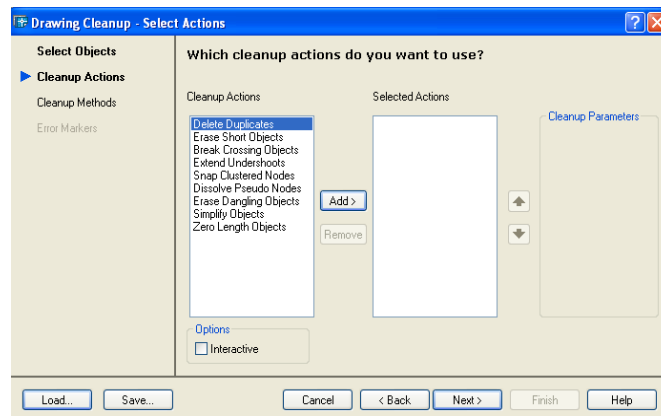 Drawing Cleanup - Select Actions
Select Objects
Cleanup Actions
Cleanup Methods
Error Markers
Which cleanup actions do you want to use?
Cleanup Actions
Delete Duplicates
Erase Short Objects
Break Crossing Objects
Extend Undershoots
Snap Clustered Nodes
Dissolve Pseudo Nodes
Erase Dangling Objects
Simplify Objects
Zero Length Objects
Add >
Remove
Selected Actions
Cleanup Parameters
Options
Interactive
Load...
Save...
Cancel
< Back
Next >
Finish
Help